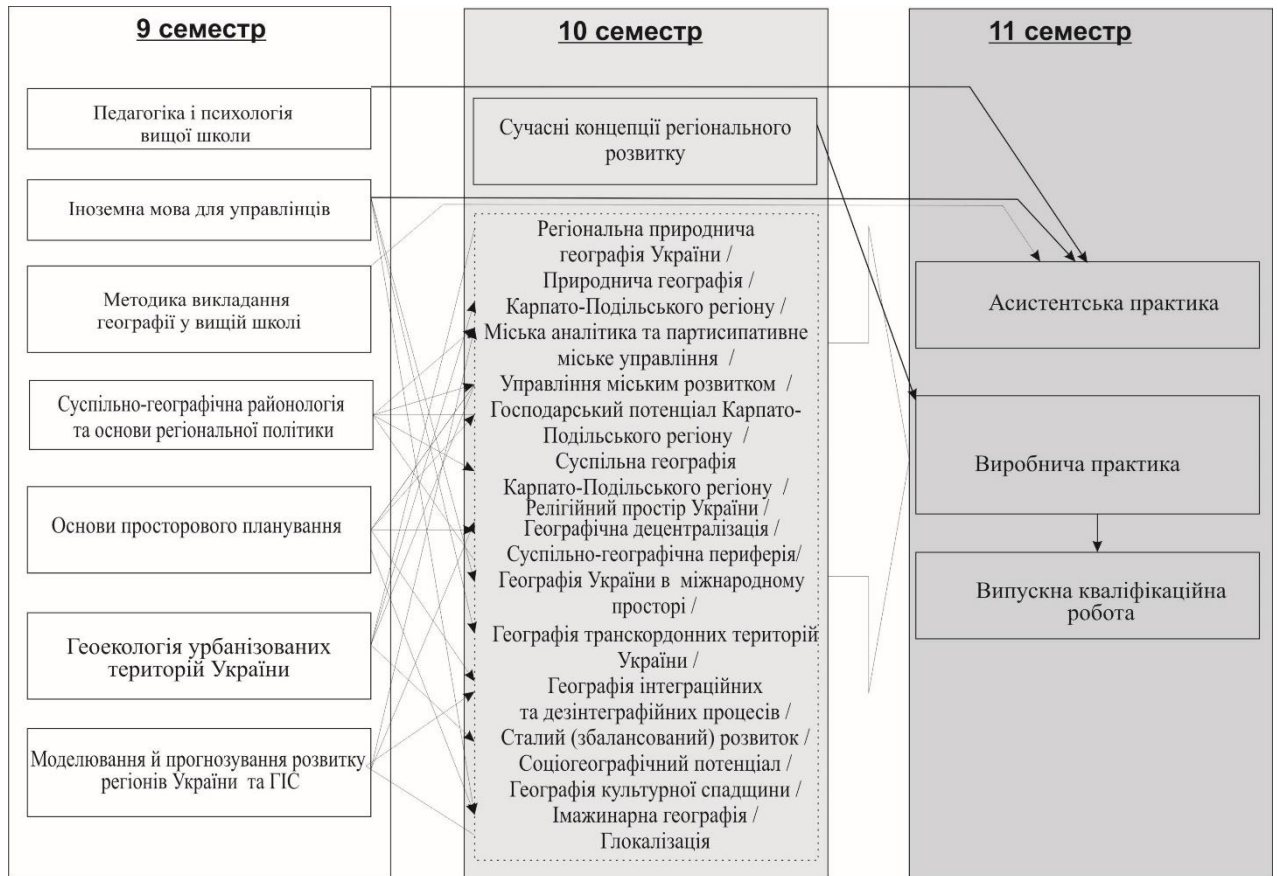 9 семестр
Педагогіка і психологія
вищої школи
Іноземна мова для управлінців
Методика викладання
географії у вищій школі
Суспільно-географічна районологія
та основи регіональної політики
Основи просторового планування
Геоекологія урбанізованих
територій України
Моделювання й прогнозування розвитку
регіонів України та ГІС
10 семестр
Сучасні концепції регіонального
розвитку
Регіональна природнича
географія України /
Природнича географія /
Карпато-Подільського регіону /
Міська аналітика та партисипативне
міське управління /
Управління міським розвитком /
Господарський потенціал Карпато-
Подільського регіону /
Суспільна географія
Карпато-Подільського регіону /
Релігійний простір України /
Географічна децентралізація /
Суспільно-географічна периферія/
Географія України в міжнародному
просторі /
Географія транскордонних територій
України /
Географія інтеграційних
та дезінтеграфійних процесів /
Сталий (збалансований) розвиток /
Соціогеографічний потенціал /
Географія культурної спадщини /
Імажинарна географія /
Глокалізація
11 семестр
Асистентська практика
Виробнича практика
Випускна кваліфікаційна
робота